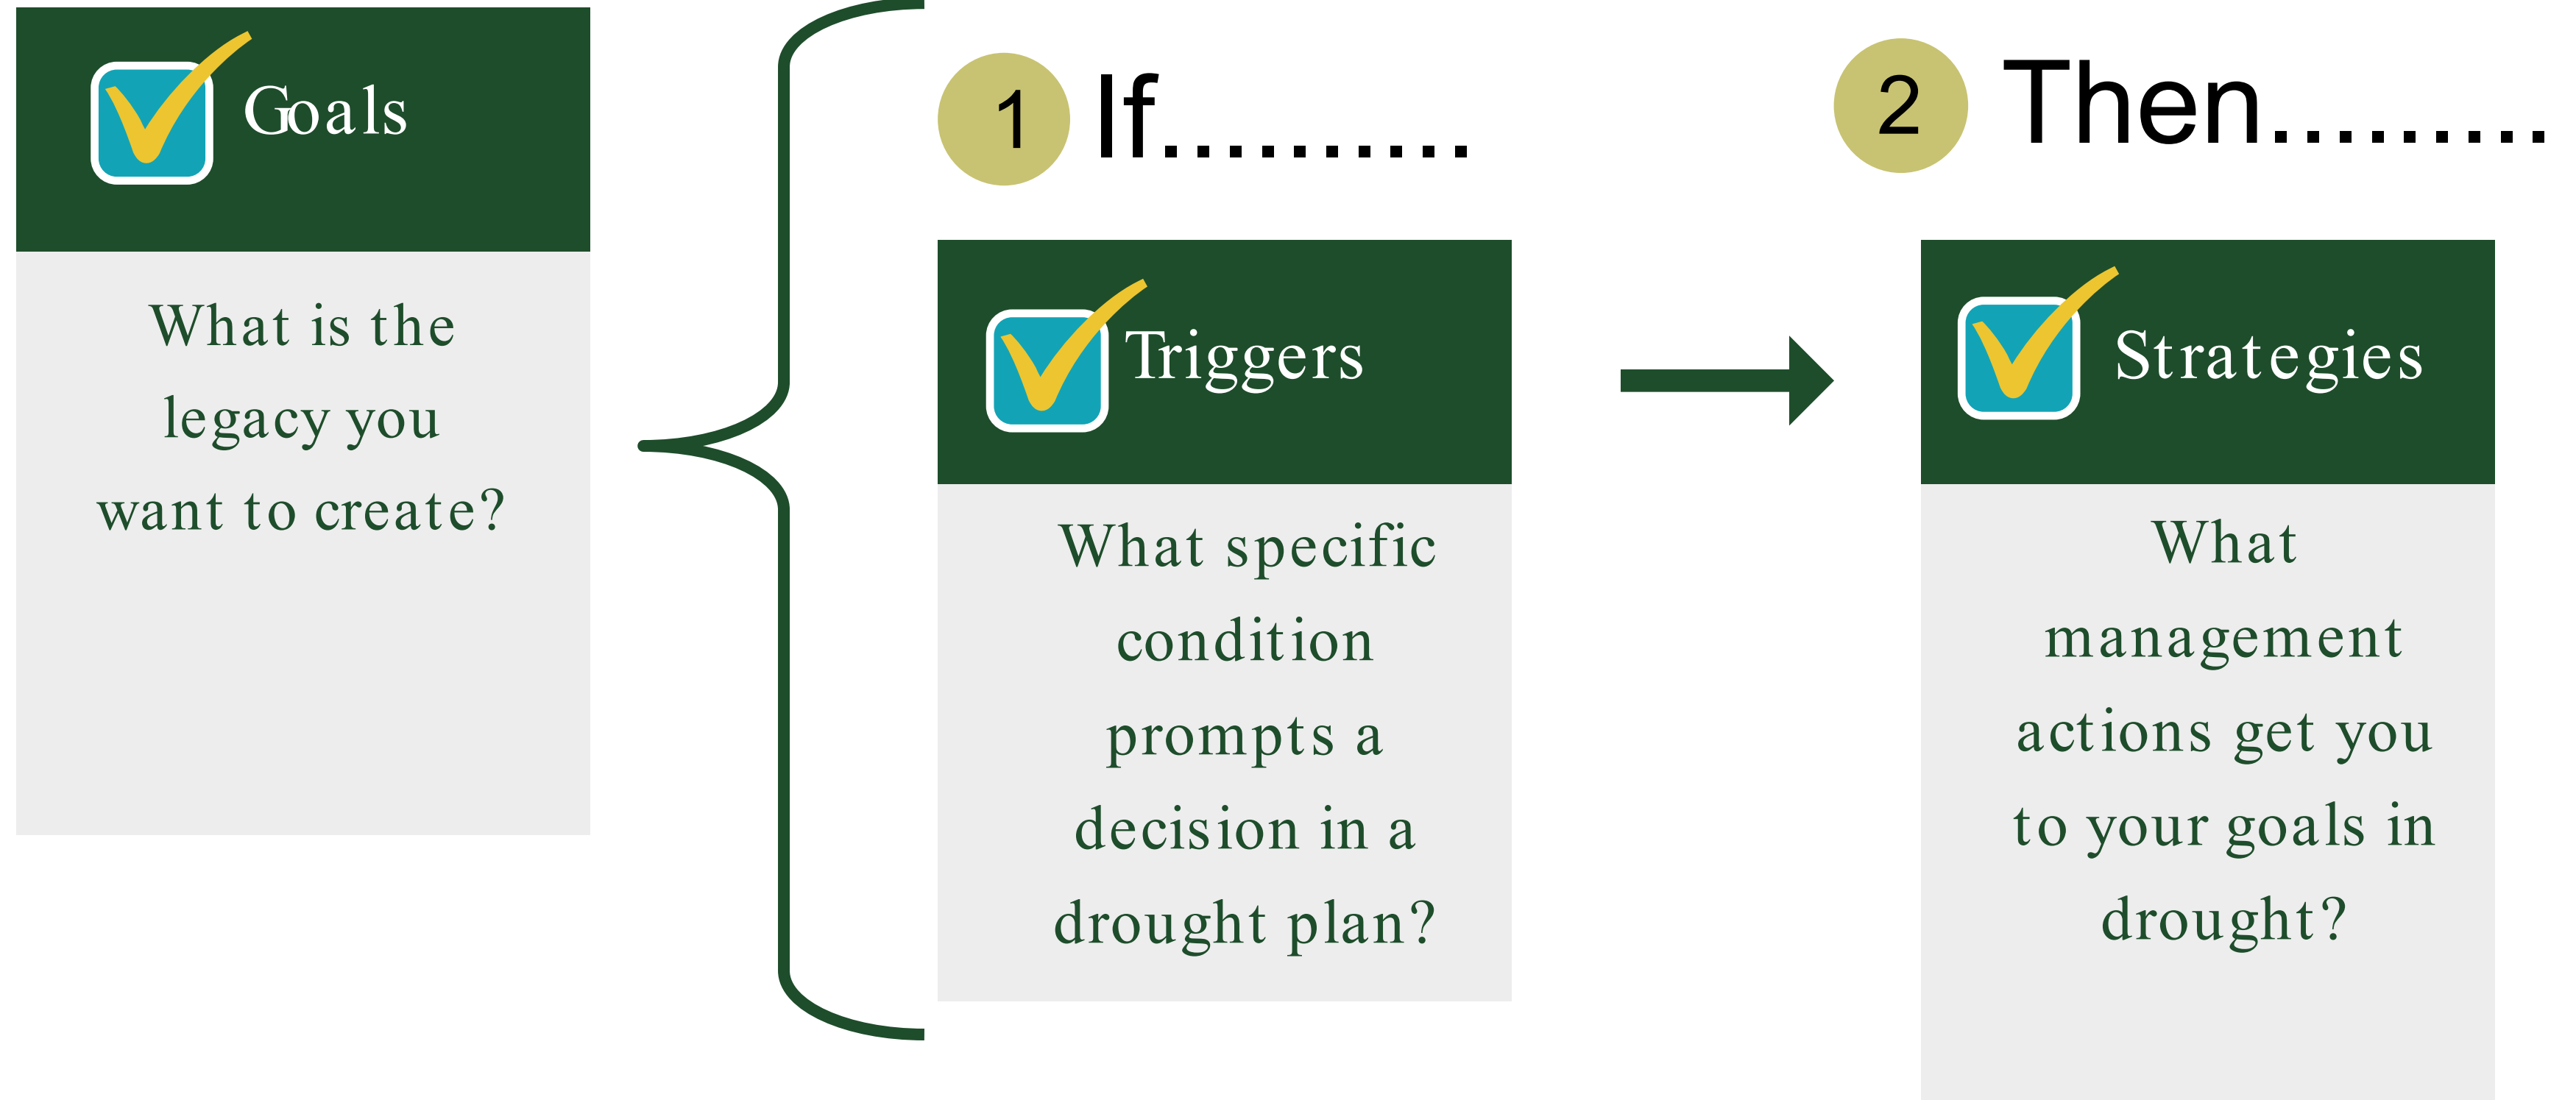 Goals
What is the
legacy you
want to create?
1 If..........
Triggers
What specific
condition
prompts a
decision in a
drought plan?
2 Then.........
Strategies
What
management
actions get you
to your goals in
drought?